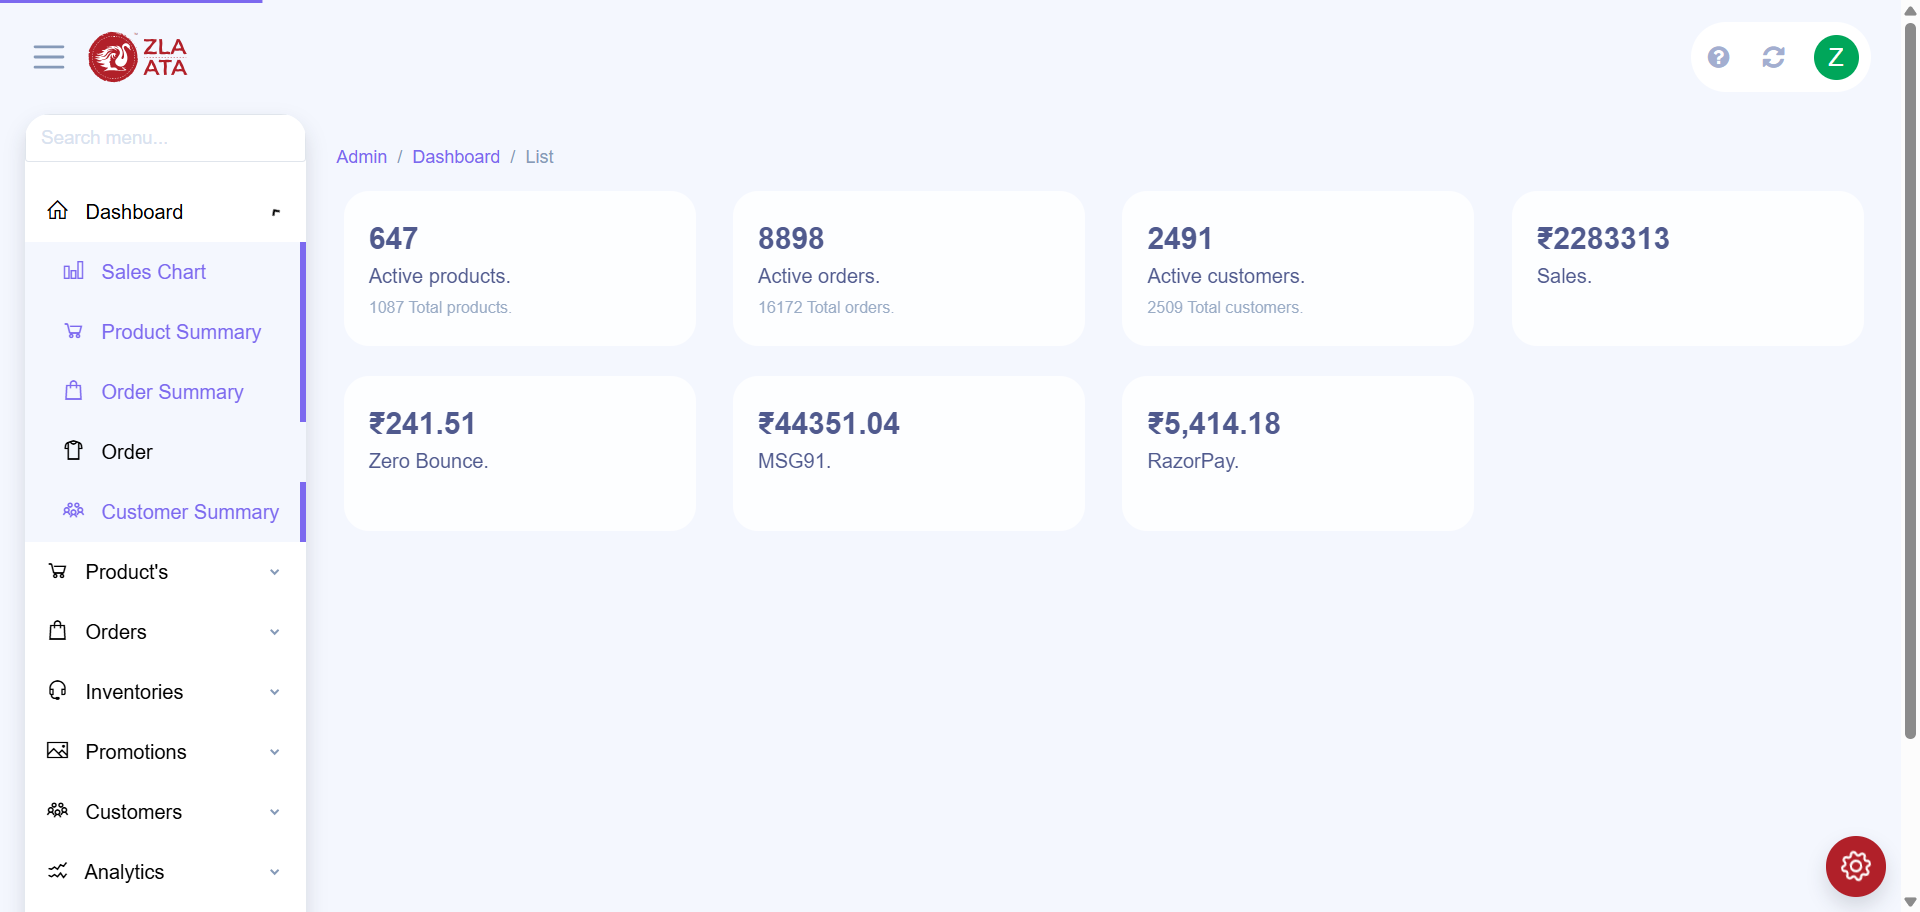 ZLA
ATA
Z
Search menu...
Admin / Dashboard / List
Dashboard
Sales Chart
Product Summary
Order Summary
Order
Customer Summary
Product's
Orders
Inventories
Promotions
Customers
Analytics
647
Active products.
1087 Total products.
8898
Active orders.
16172 Total orders.
2491
Active customers.
2509 Total customers.
₹2283313
Sales.
₹241.51
Zero Bounce.
₹44351.04
MSG91.
₹5,414.18
RazorPay.